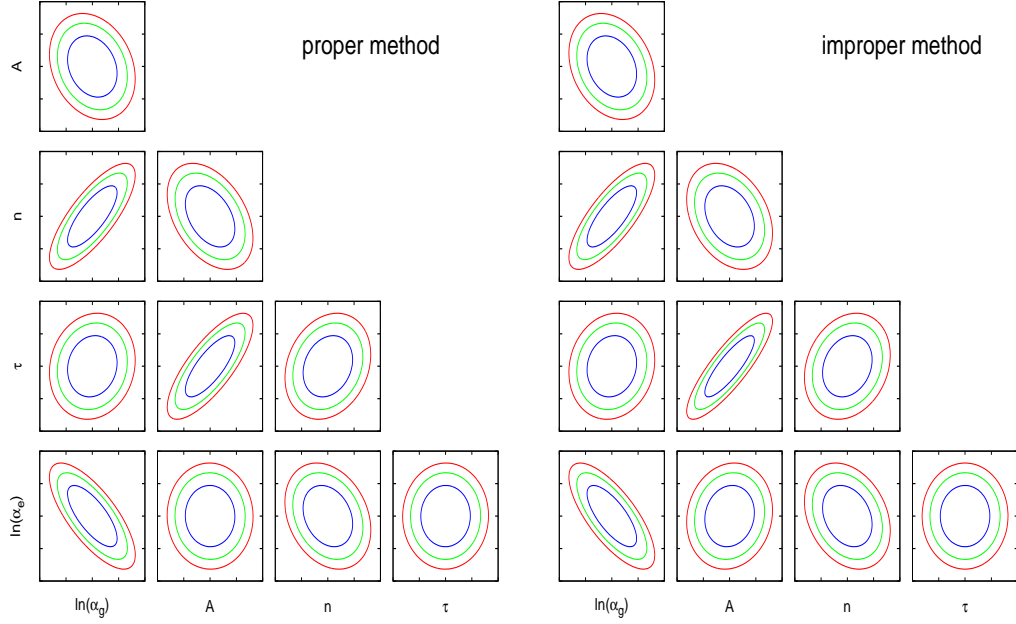 proper method
improper method
A
n
τ
ln(α_e)
ln(α_g)
A
n
τ
ln(α_g)
A
n
τ